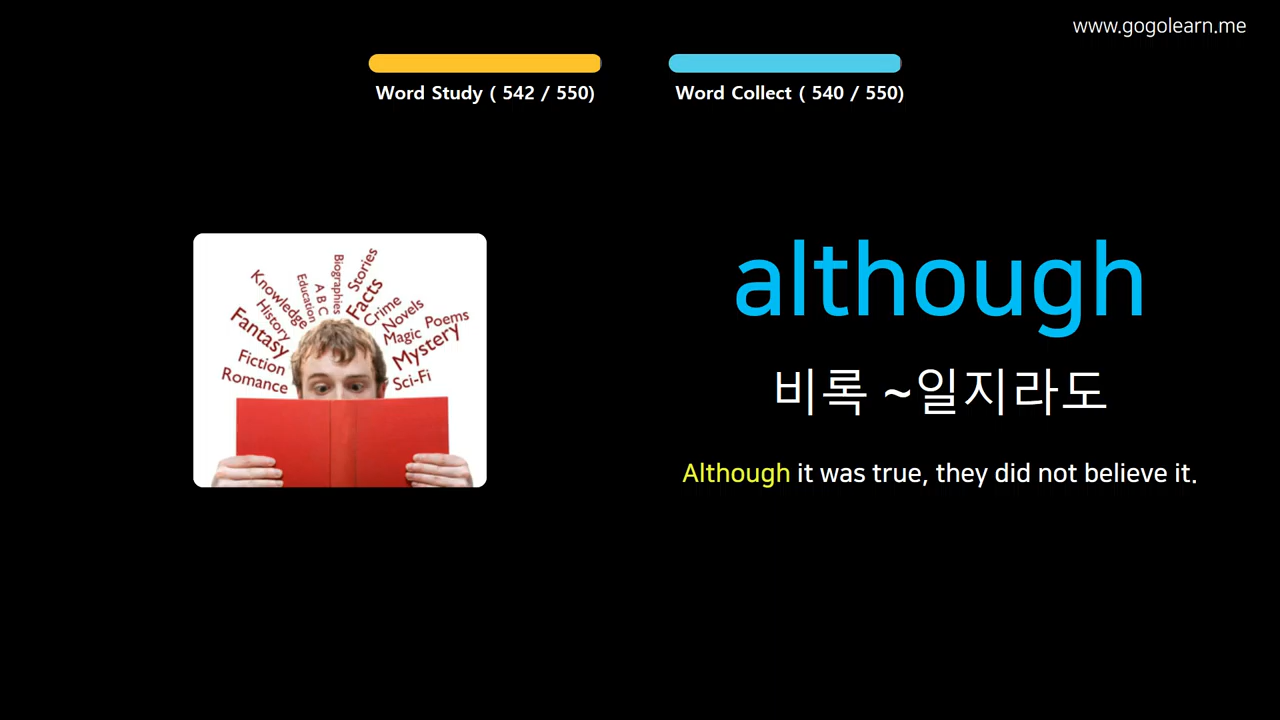 www.gogolearn.me
Word Study ( 542 / 550)
Word Collect ( 540 / 550)
Stories
Biographies
Facts
A B C
Education
Knowledge
History
Fantasy
Fiction
Romance
Crime
Novels
Poems
Magic
Mystery
Sci-Fi
although
비록 ~일지라도
Although it was true, they did not believe it.